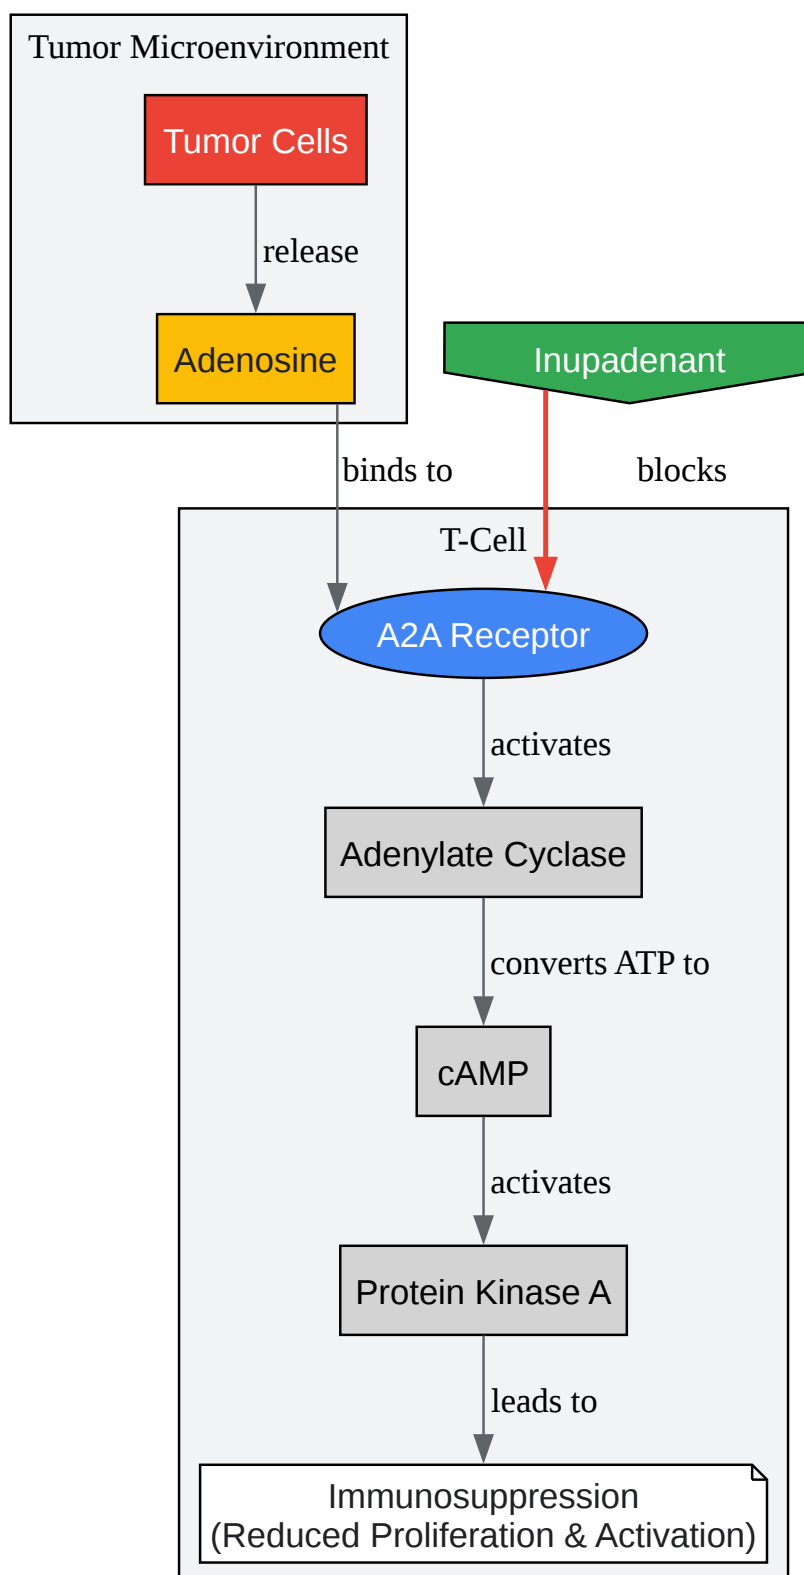 Tumor Microenvironment
Tumor Cells
release
Adenosine
Inupadenant
binds to
blocks
T-Cell
A2A Receptor
activates
Adenylate Cyclase
converts ATP to
cAMP
activates
Protein Kinase A
leads to
Immunosuppression
(Reduced Proliferation & Activation)